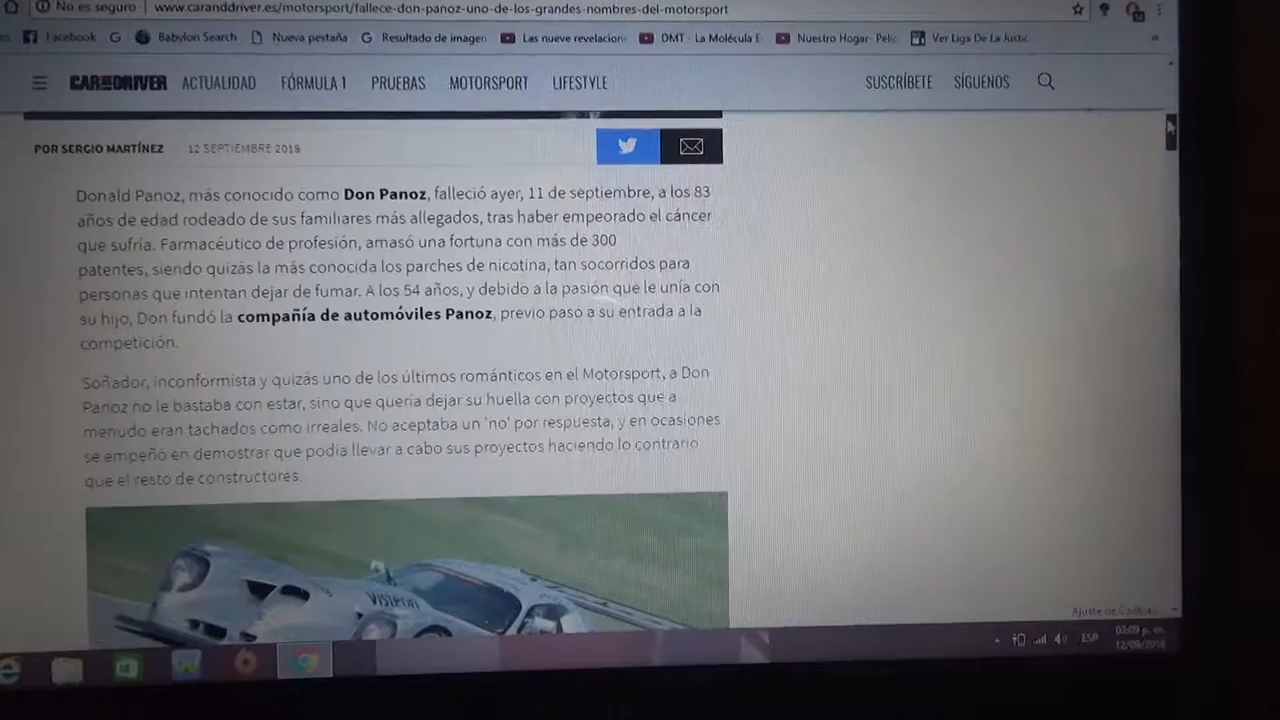 No es seguro | www.caranddriver.es/motorsport/fallece-don-panoz-uno-de-los-grandes-nombres-del-motorsport
Facebook G Babylon Search Nueva pestaña Resultado de imagen Las nueve revelacion DMT - La Molécula E Nuestro Hogar- Pelic Ver Liga De La Justic »
CAR AND DRIVER ACTUALIDAD FÓRMULA 1 PRUEBAS MOTORSPORT LIFESTYLE SUSCRÍBETE SÍGUENOS
POR SERGIO MARTÍNEZ 12 SEPTIEMBRE 2018
Donald Panoz, más conocido como Don Panoz, falleció ayer, 11 de septiembre, a los 83
años de edad rodeado de sus familiares más allegados, tras haber empeorado el cáncer
que sufría. Farmacéutico de profesión, amasó una fortuna con más de 300
patentes, siendo quizás la más conocida los parches de nicotina, tan socorridos para
personas que intentan dejar de fumar. A los 54 años, y debido a la pasión que le unía con
su hijo, Don fundó la compañía de automóviles Panoz, previo paso a su entrada a la
competición.
Soñador, inconformista y quizás uno de los últimos románticos en el Motorsport, a Don
Panoz no le bastaba con estar, sino que quería dejar su huella con proyectos que a
menudo eran tachados como irreales. No aceptaba un 'no' por respuesta, y en ocasiones
se empeñó en demostrar que podía llevar a cabo sus proyectos haciendo lo contrario
que el resto de constructores.
Visteon
Ajuste de
ESP
03:09 p. m.
12/09/2018